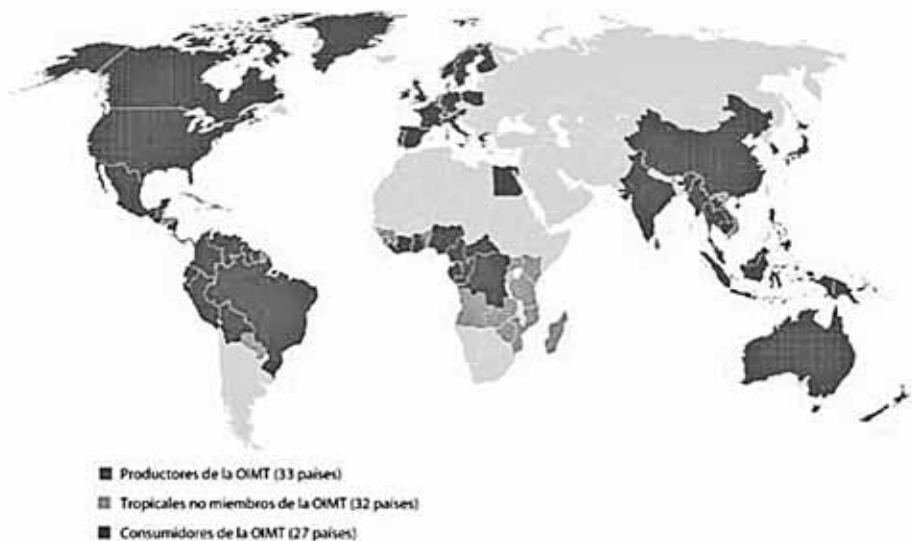 Productores de la OIMT (33 países)
Tropicales no miembros de la OIMT (32 países)
Consumidores de la OIMT (27 países)